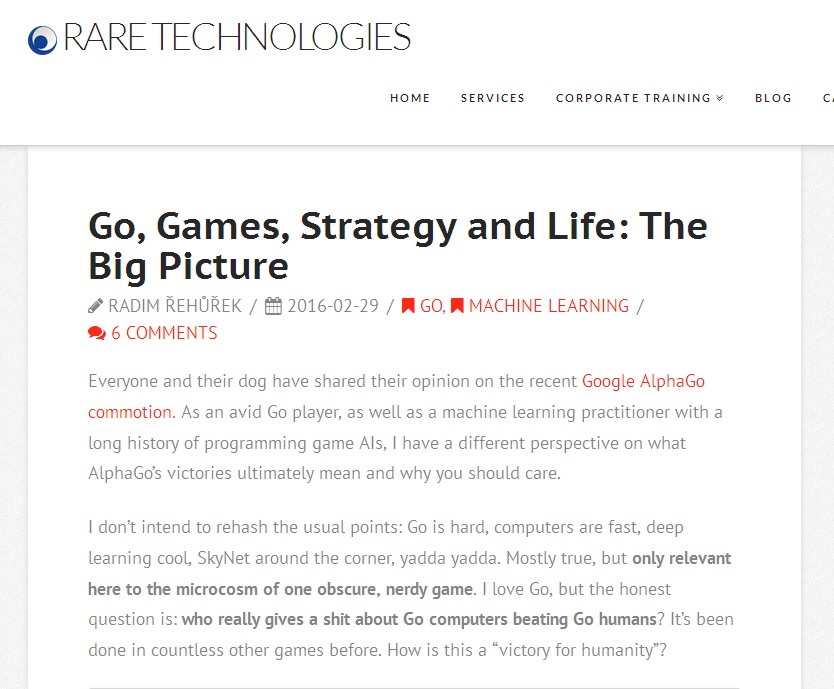 RARE TECHNOLOGIES
HOME SERVICES CORPORATE TRAINING BLOG
Go, Games, Strategy and Life: The
Big Picture
RADIM ŘEHŮŘEK / 2016-02-29 / GO, MACHINE LEARNING /
6 COMMENTS
Everyone and their dog have shared their opinion on the recent Google AlphaGo
commotion. As an avid Go player, as well as a machine learning practitioner with a
long history of programming game AIs, I have a different perspective on what
AlphaGo’s victories ultimately mean and why you should care.
I don’t intend to rehash the usual points: Go is hard, computers are fast, deep
learning cool, SkyNet around the corner, yadda yadda. Mostly true, but only relevant
here to the microcosm of one obscure, nerdy game. I love Go, but the honest
question is: who really gives a shit about Go computers beating Go humans? It’s been
done in countless other games before. How is this a “victory for humanity”?